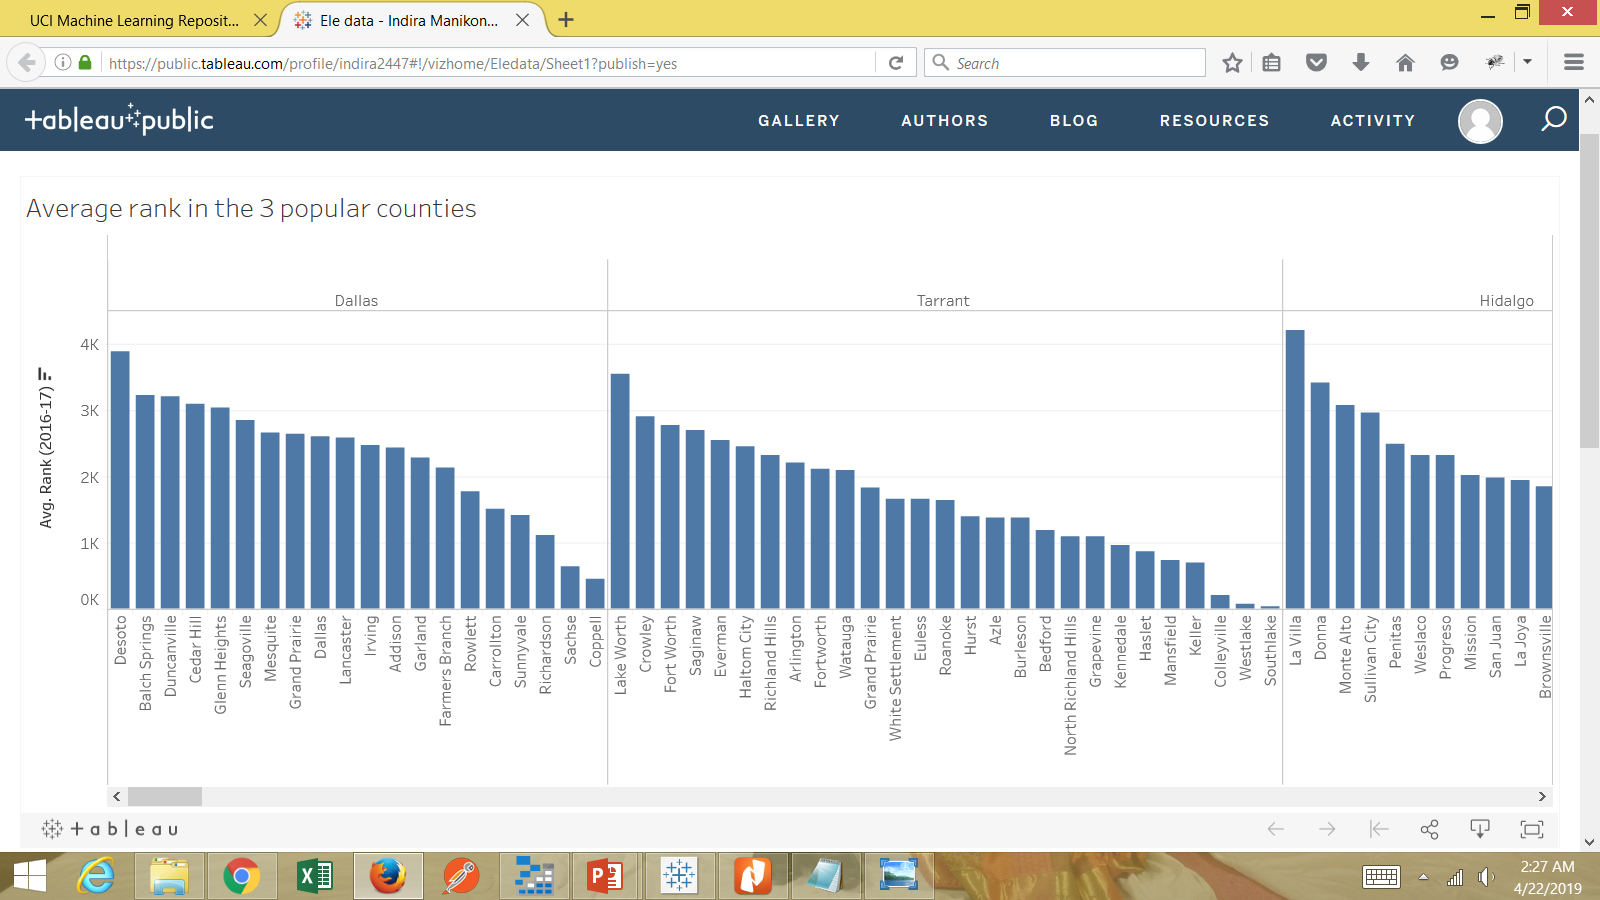 UCI Machine Learning Reposit...
Ele data - Indira Manikon...
https://public.tableau.com/profile/indira2447#!/vizhome/Eledata/Sheet1?publish=yes
Search
+ableau public
GALLERY
AUTHORS
BLOG
RESOURCES
ACTIVITY
Average rank in the 3 popular counties
Dallas
Tarrant
Hidalgo
Avg. Rank (2016-17)
4K
3K
2K
1K
0K
Desoto
Balch Springs
Duncanville
Cedar Hill
Glenn Heights
Seagoville
Mesquite
Grand Prairie
Dallas
Lancaster
Irving
Addison
Garland
Farmers Branch
Rowlett
Carrollton
Sunnyvale
Richardson
Sachse
Coppell
Lake Worth
Crowley
Fort Worth
Saginaw
Everman
Haltom City
Richland Hills
Arlington
Fortworth
Watauga
Grand Prairie
White Settlement
Euless
Roanoke
Hurst
Azle
Burleson
Bedford
North Richland Hills
Grapevine
Kennedale
Haslet
Mansfield
Keller
Colleyville
Westlake
Southlake
La Villa
Donna
Monte Alto
Sullivan City
Penitas
Weslaco
Progreso
Mission
San Juan
La Joya
Brownsville
+ableau
2:27 AM
4/22/2019